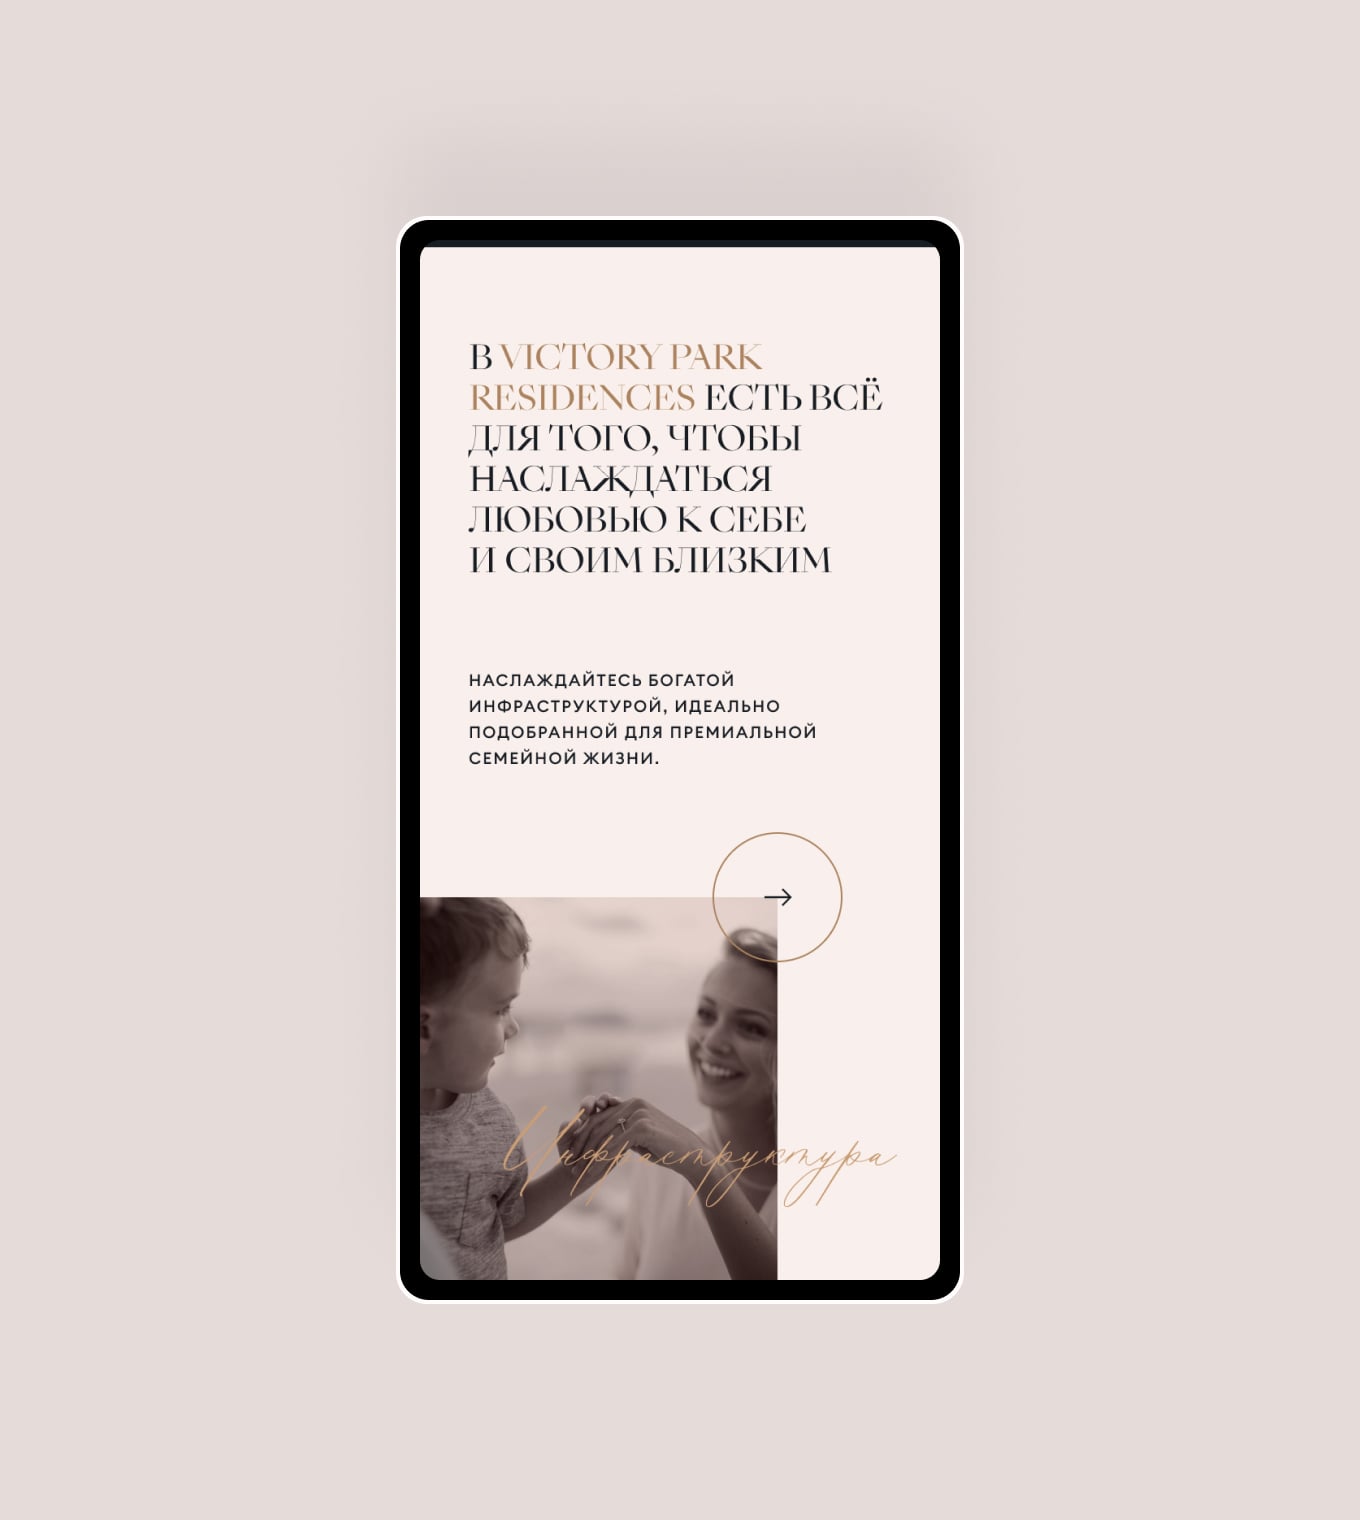 В VICTORY PARK
RESIDENCES ЕСТЬ ВСЁ
ДЛЯ ТОГО, ЧТОБЫ
НАСЛАЖДАТЬСЯ
ЛЮБОВЬЮ К СЕБЕ
И СВОИМ БЛИЗКИМ
НАСЛАЖДАЙТЕСЬ БОГАТОЙ
ИНФРАСТРУКТУРОЙ, ИДЕАЛЬНО
ПОДОБРАННОЙ ДЛЯ ПРЕМИАЛЬНОЙ
СЕМЕЙНОЙ ЖИЗНИ.
Инфраструктура